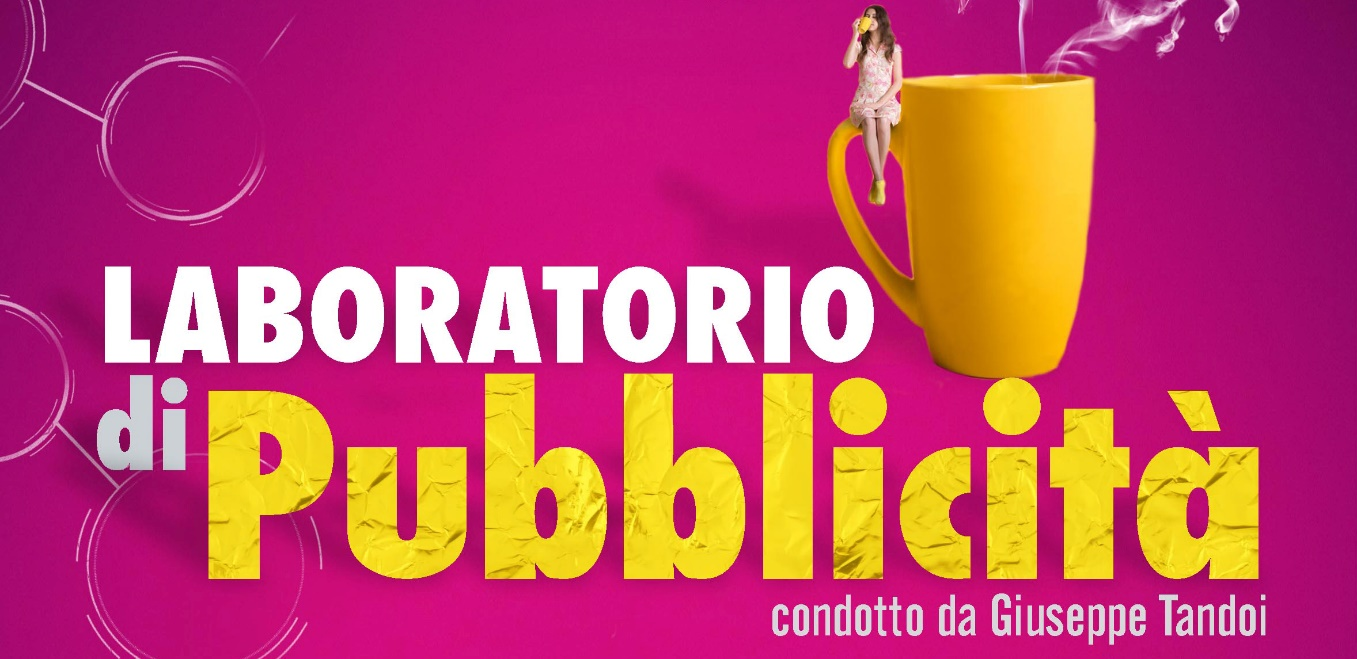 LABORATORIO
di Pubblicità
condotto da Giuseppe Tandoi